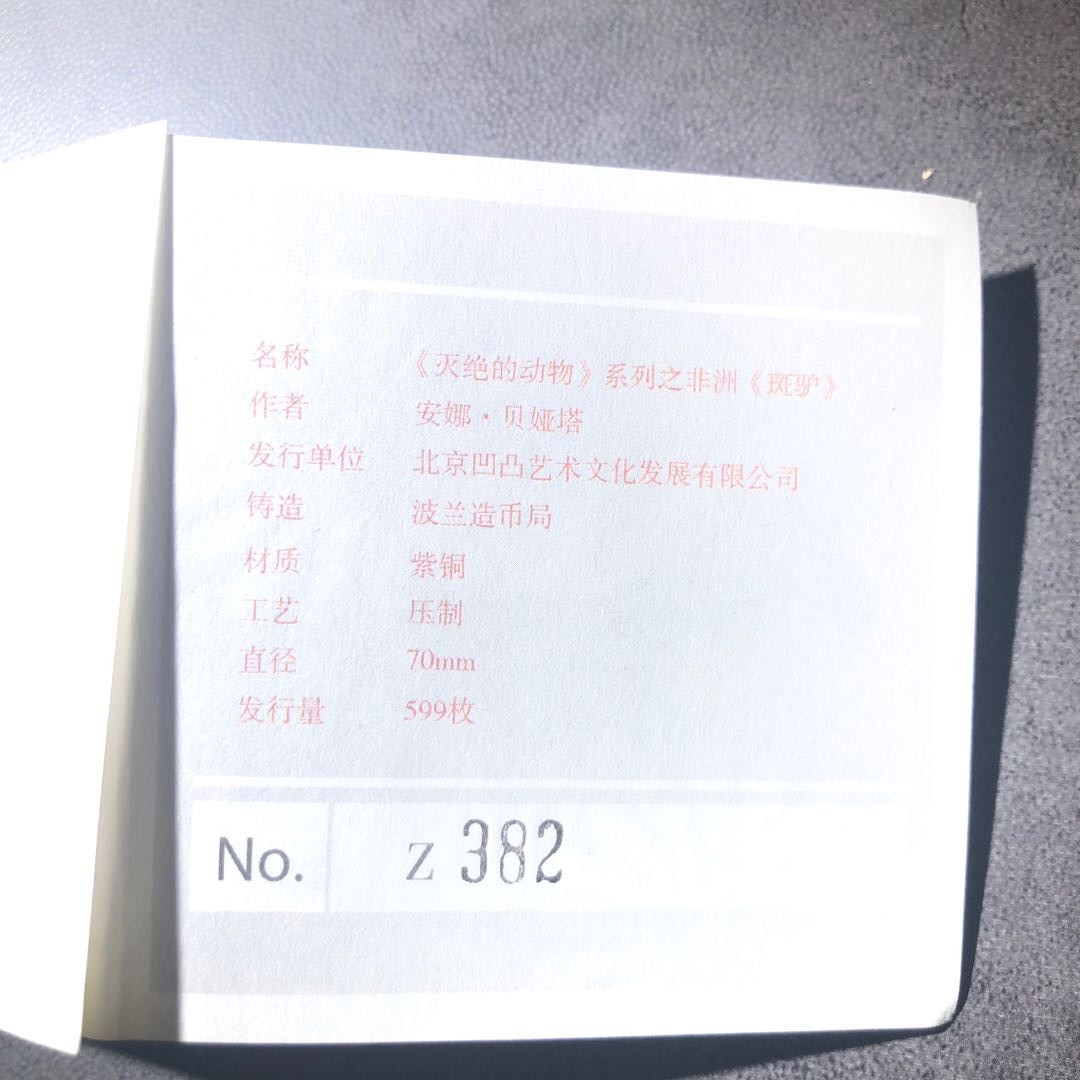 名称 《灭绝的动物》系列之非洲《斑驴》
作者 安娜·贝娅塔
发行单位 北京凹凸艺术文化发展有限公司
铸造 波兰造币局
材质 紫铜
工艺 压制
直径 70mm
发行量 599枚
No. Z 382